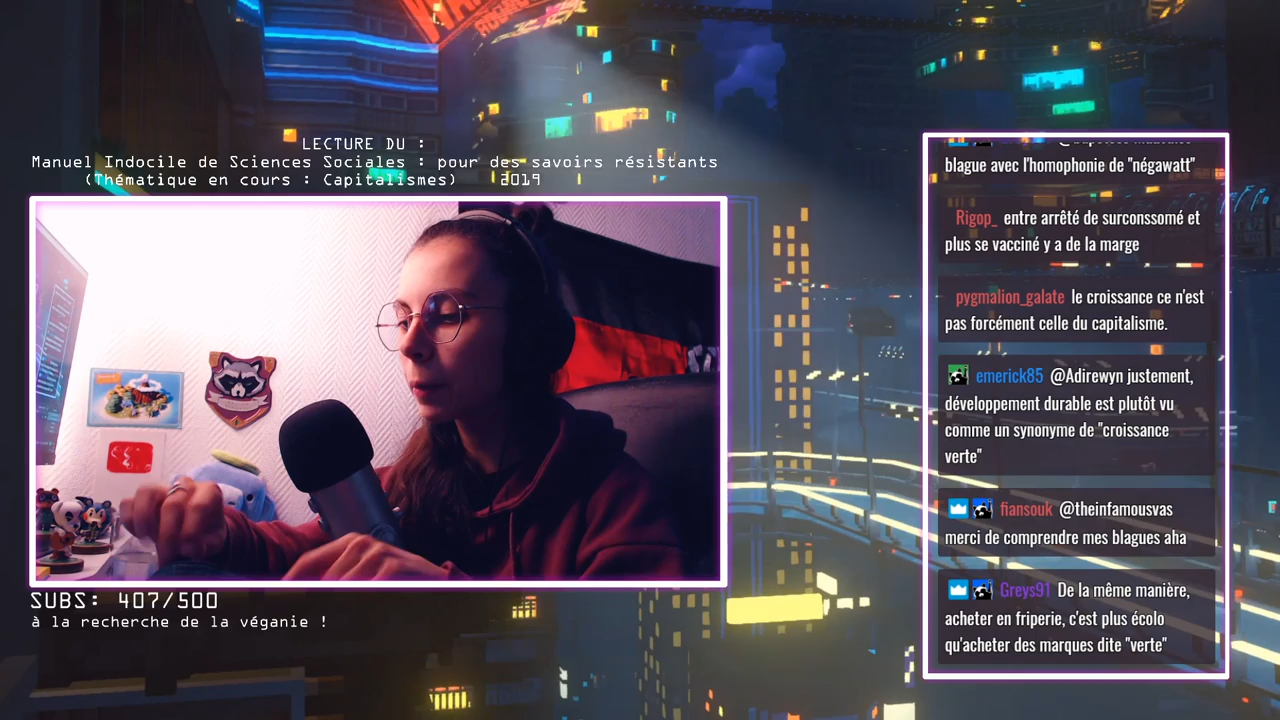 LECTURE DU :
Manuel Indocile de Sciences Sociales : pour des savoirs résistants
(Thématique en cours : Capitalismes) 2019
SUBS: 407/500
à la recherche de la véganie !
blague avec l'homophonie de "négawatt"
Rigop_ entre arrêté de surconssomé et
plus se vacciné y a de la marge
pygmalion_galate le croissance ce n'est
pas forcément celle du capitalisme.
emerick85 @Adirewyn justement,
développement durable est plutôt vu
comme un synonyme de "croissance
verte"
fiansouk @theinfamousvas
merci de comprendre mes blagues aha
Greys91 De la même manière,
acheter en friperie, c'est plus écolo
qu'acheter des marques dite "verte"